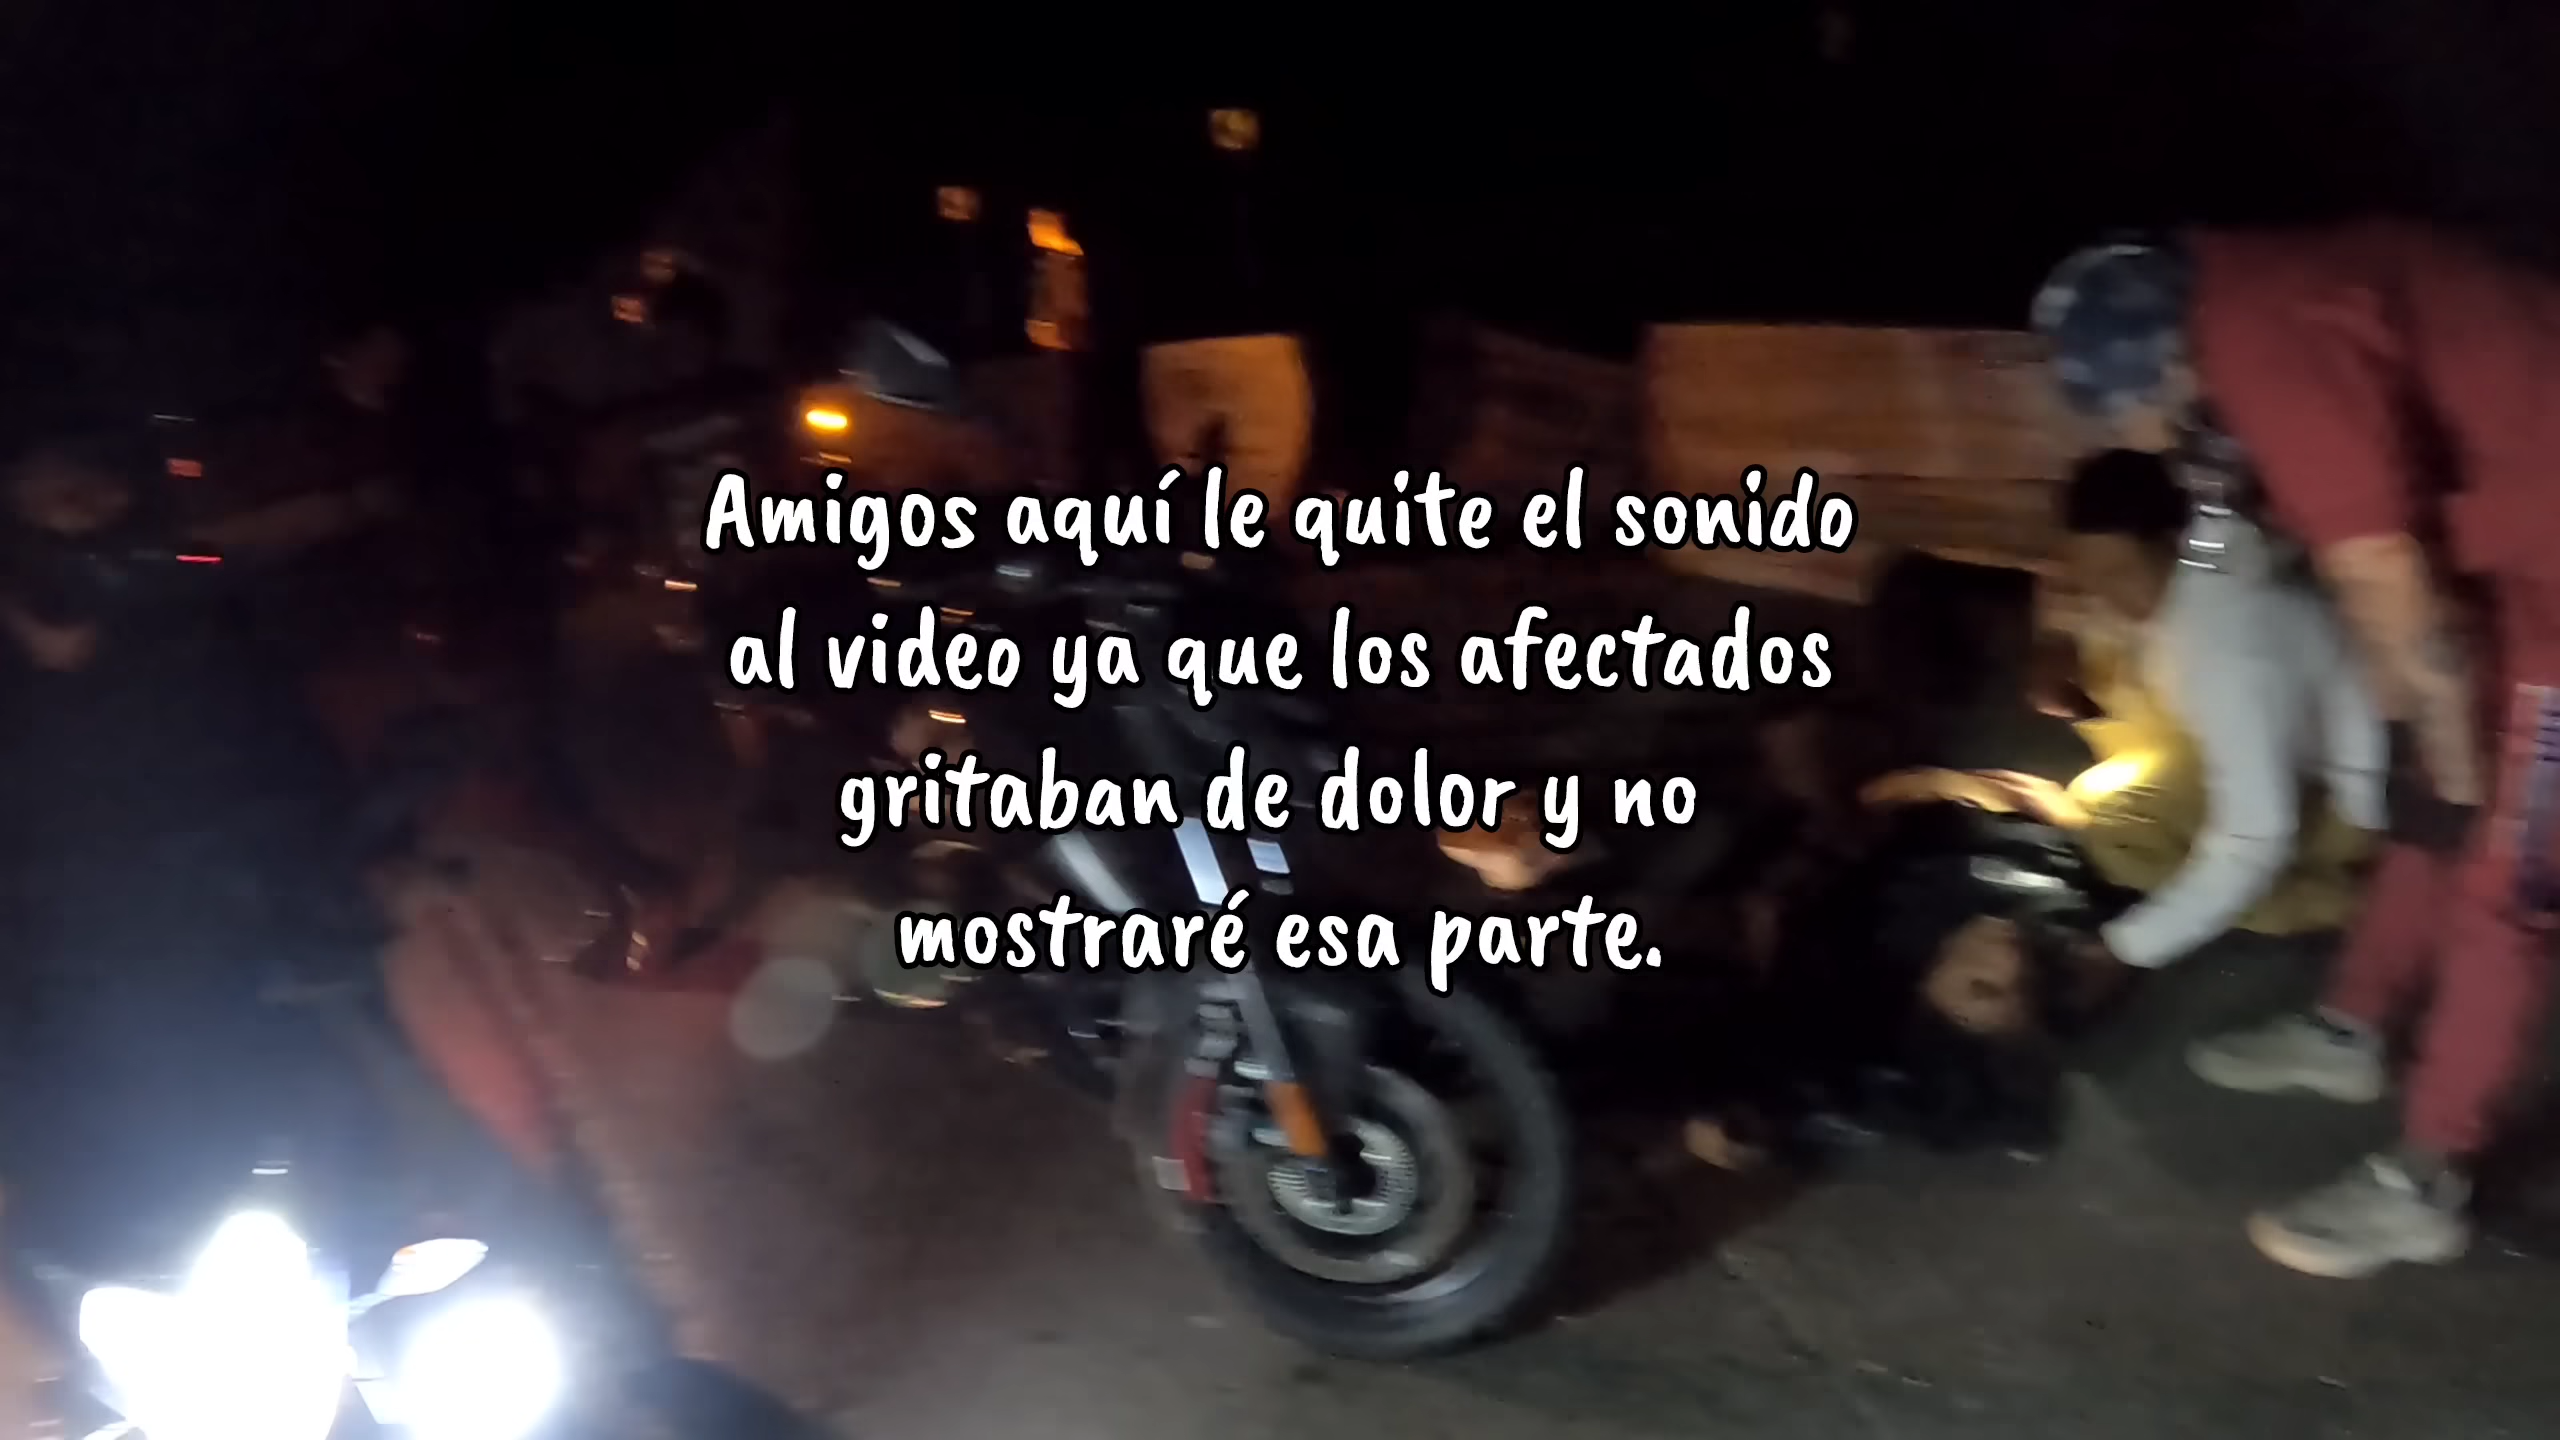 Amigos aquí le quite el sonido
al video ya que los afectados
gritaban de dolor y no
mostraré esa parte.